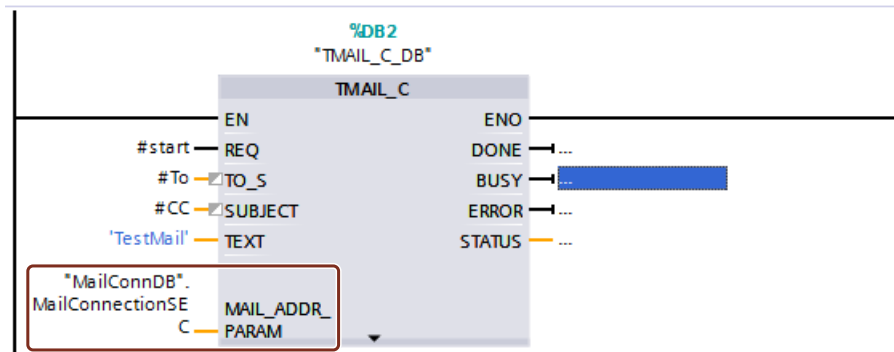 %DB2
"TMAIL_C_DB"
TMAIL_C
EN ENO
#start REQ DONE ...
#To TO_S BUSY ...
#CC SUBJECT ERROR ...
'TestMail' TEXT STATUS ...
"MailConnDB".
MailConnectionSE
C
MAIL_ADDR_
PARAM